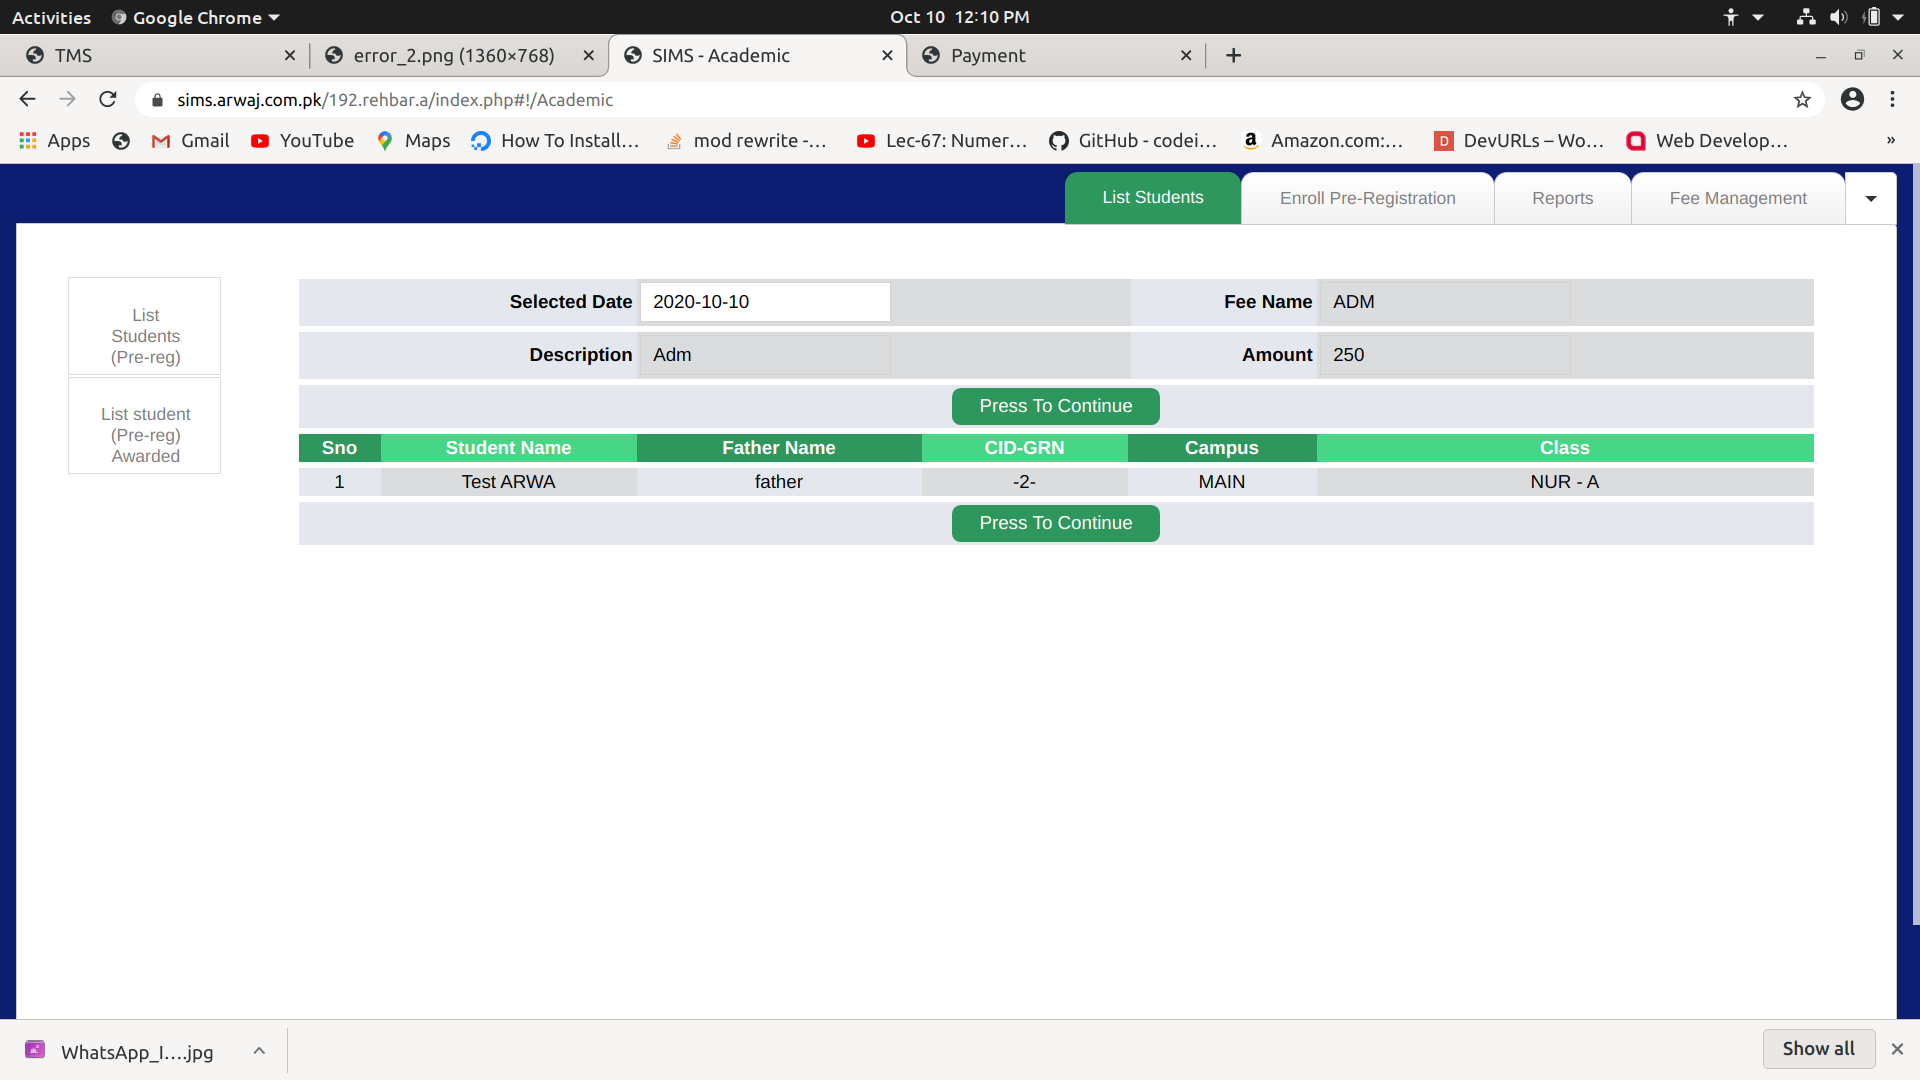 Activities Google Chrome Oct 10 12:10 PM
TMS error_2.png (1360×768) SIMS - Academic Payment
sims.arwaj.com.pk/192.rehbar.a/index.php#!/Academic
Apps Gmail YouTube Maps How To Install… mod rewrite -… Lec-67: Numer… GitHub - codei… Amazon.com:… DevURLs – Wo… Web Develop… »
List Students Enroll Pre-Registration Reports Fee Management
List
Students
(Pre-reg)
List student
(Pre-reg)
Awarded
Selected Date 2020-10-10 Fee Name ADM
Description Adm Amount 250
Press To Continue
Sno Student Name Father Name CID-GRN Campus Class
1 Test ARWA father -2- MAIN NUR - A
Press To Continue
WhatsApp_I....jpg Show all